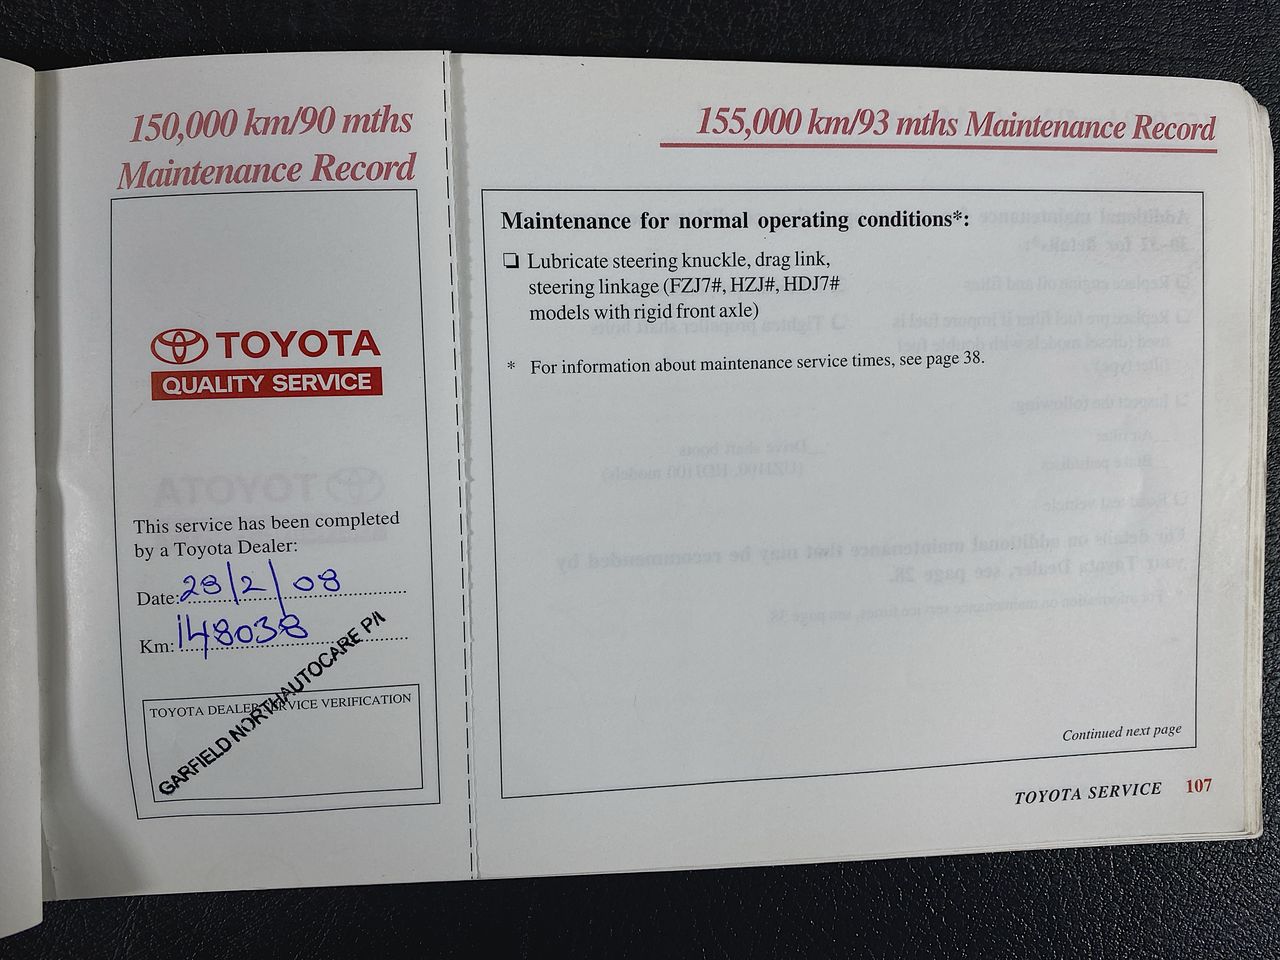 150,000 km/90 mths
Maintenance Record
TOYOTA
QUALITY SERVICE
This service has been completed
by a Toyota Dealer:
Date: 28/2/08
Km: 148038
TOYOTA DEALER SERVICE VERIFICATION
GARFIELD NORTH AUTOCARE P/l
155,000 km/93 mths Maintenance Record
Maintenance for normal operating conditions*:
❏ Lubricate steering knuckle, drag link,
steering linkage (FZJ7#, HZJ#, HDJ7#
models with rigid front axle)
* For information about maintenance service times, see page 38.
Continued next page
TOYOTA SERVICE 107